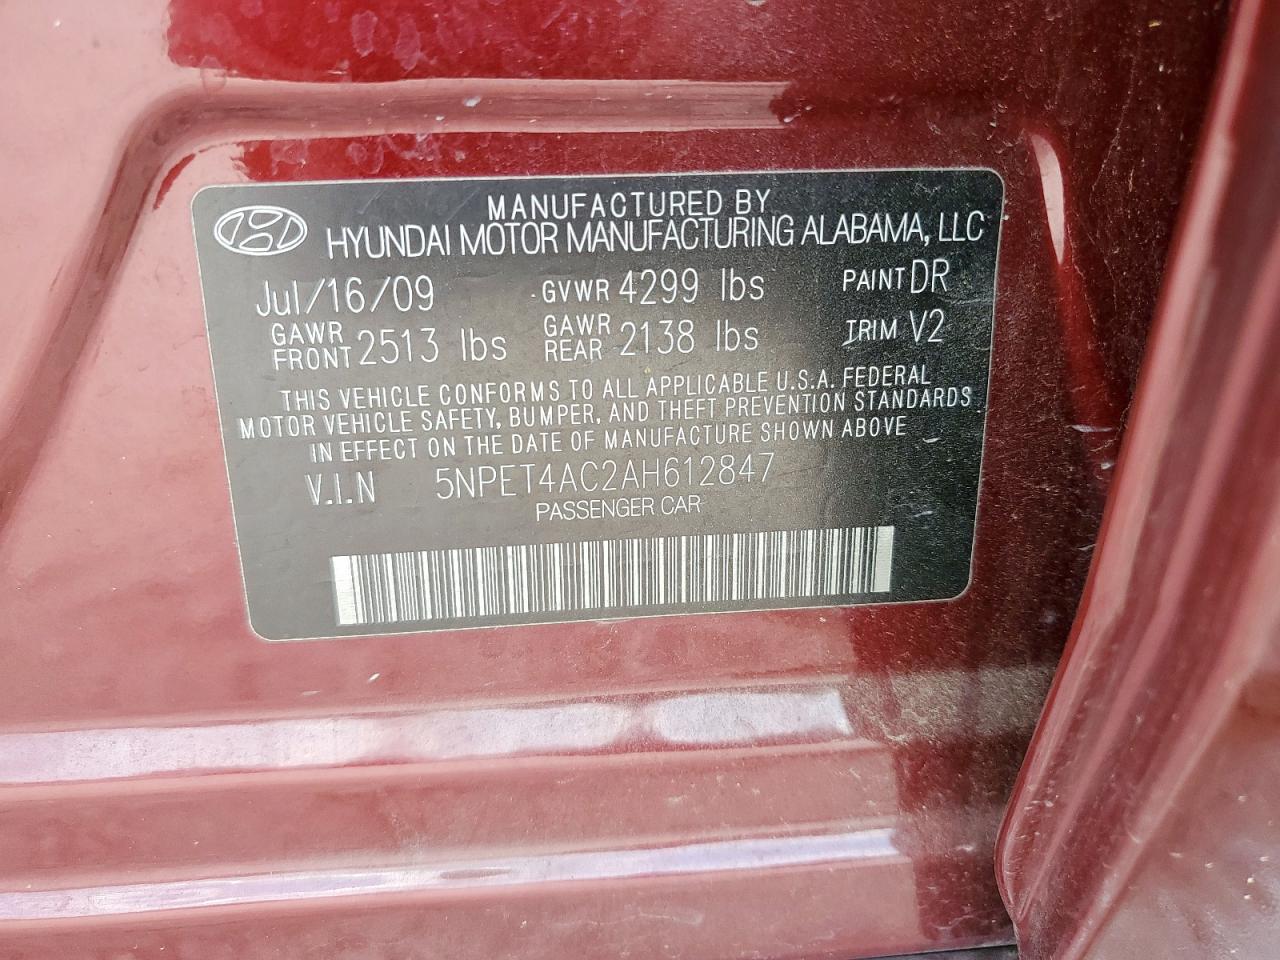 MANUFACTURED BY
HYUNDAI MOTOR MANUFACTURING ALABAMA, LLC
Jul/16/09 GVWR 4299 lbs PAINT DR
GAWR FRONT 2513 lbs GAWR REAR 2138 lbs TRIM V2
THIS VEHICLE CONFORMS TO ALL APPLICABLE U.S.A. FEDERAL
MOTOR VEHICLE SAFETY, BUMPER, AND THEFT PREVENTION STANDARDS
IN EFFECT ON THE DATE OF MANUFACTURE SHOWN ABOVE
V.I.N 5NPET4AC2AH612847
PASSENGER CAR